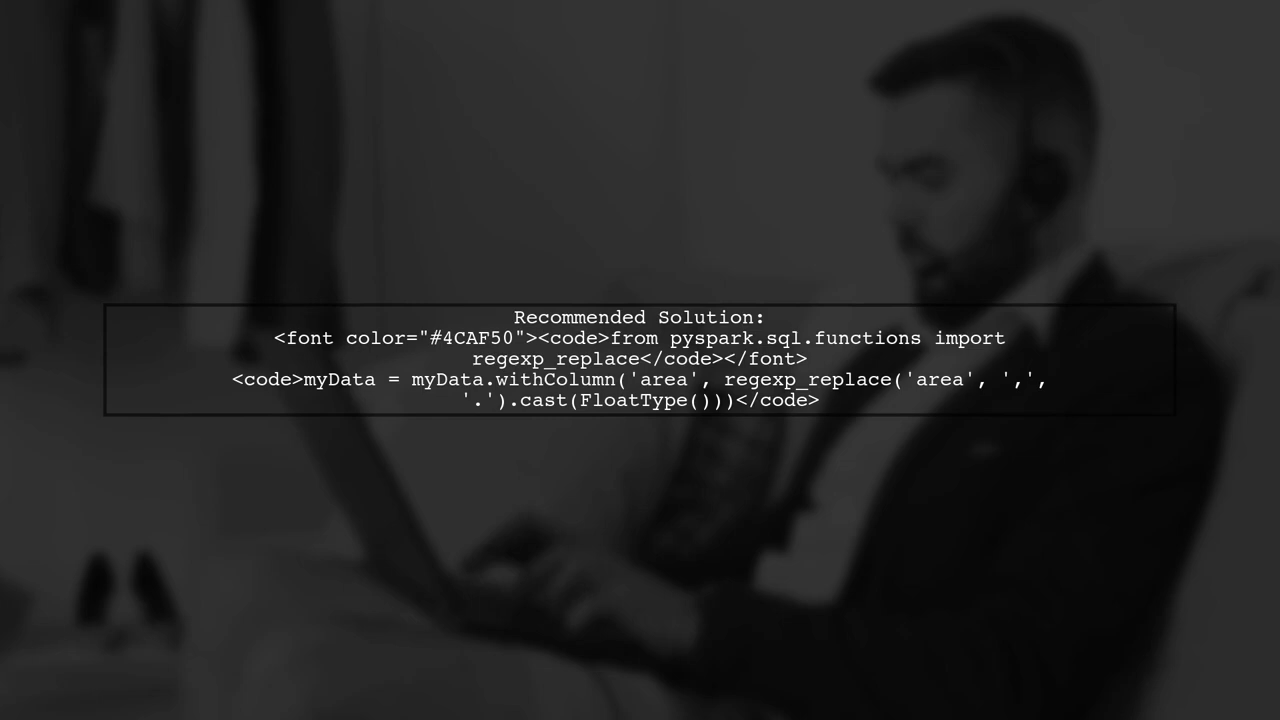 Recommended Solution:
<font color="#4CAF50"><code>from pyspark.sql.functions import
regexp_replace</code></font>
<code>myData = myData.withColumn('area', regexp_replace('area', ',',
'.').cast(FloatType()))</code>